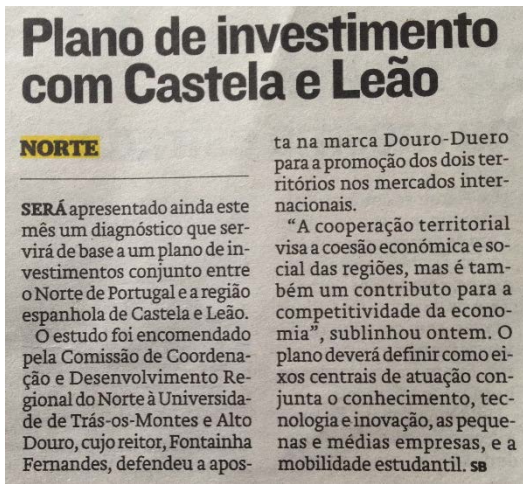 Plano de investimento
com Castela e Leão
NORTE
SERÁ apresentado ainda este
mês um diagnóstico que ser-
virá de base a um plano de in-
vestimentos conjunto entre
o Norte de Portugal e a região
espanhola de Castela e Leão.
O estudo foi encomendado
pela Comissão de Coordena-
ção e Desenvolvimento Re-
gional do Norte à Universida-
de de Trás-os-Montes e Alto
Douro, cujo reitor, Fontainha
Fernandes, defendeu a apos-
ta na marca Douro-Duero
para a promoção dos dois ter-
ritórios nos mercados inter-
nacionais.
“A cooperação territorial
visa a coesão económica e so-
cial das regiões, mas é tam-
bém um contributo para a
competitividade da econo-
mia”, sublinhou ontem. O
plano deverá definir como ei-
xos centrais de atuação con-
junta o conhecimento, tec-
nologia e inovação, as peque-
nas e médias empresas, e a
mobilidade estudantil. SB